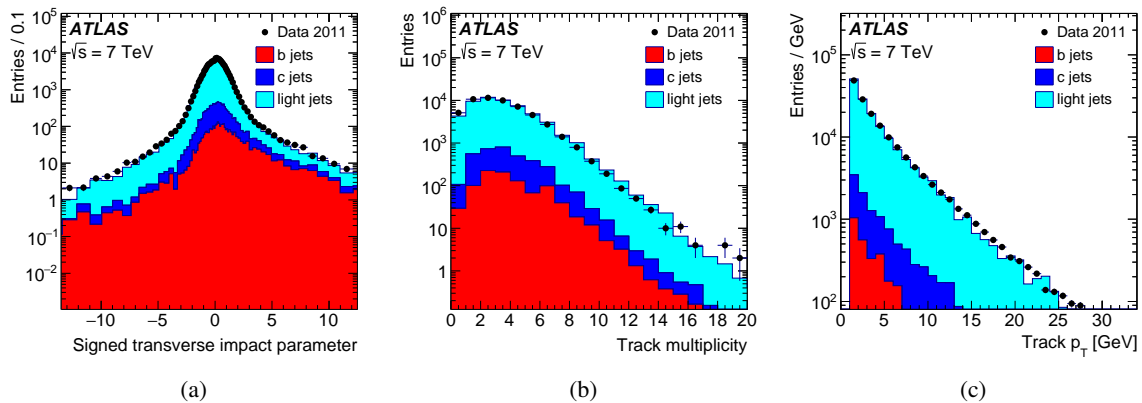 ATLAS
√s = 7 TeV
Data 2011
b jets
c jets
light jets
Entries / 0.1
10⁵
10⁴
10³
10²
10
1
10⁻¹
10⁻²
−10 −5 0 5 10
Signed transverse impact parameter
(a)
ATLAS
√s = 7 TeV
Data 2011
b jets
c jets
light jets
Entries
10⁶
10⁵
10⁴
10³
10²
10
1
0 2 4 6 8 10 12 14 16 18 20
Track multiplicity
(b)
ATLAS
√s = 7 TeV
Data 2011
b jets
c jets
light jets
Entries / GeV
10⁵
10⁴
10³
10²
0 5 10 15 20 25 30
Track p_T [GeV]
(c)